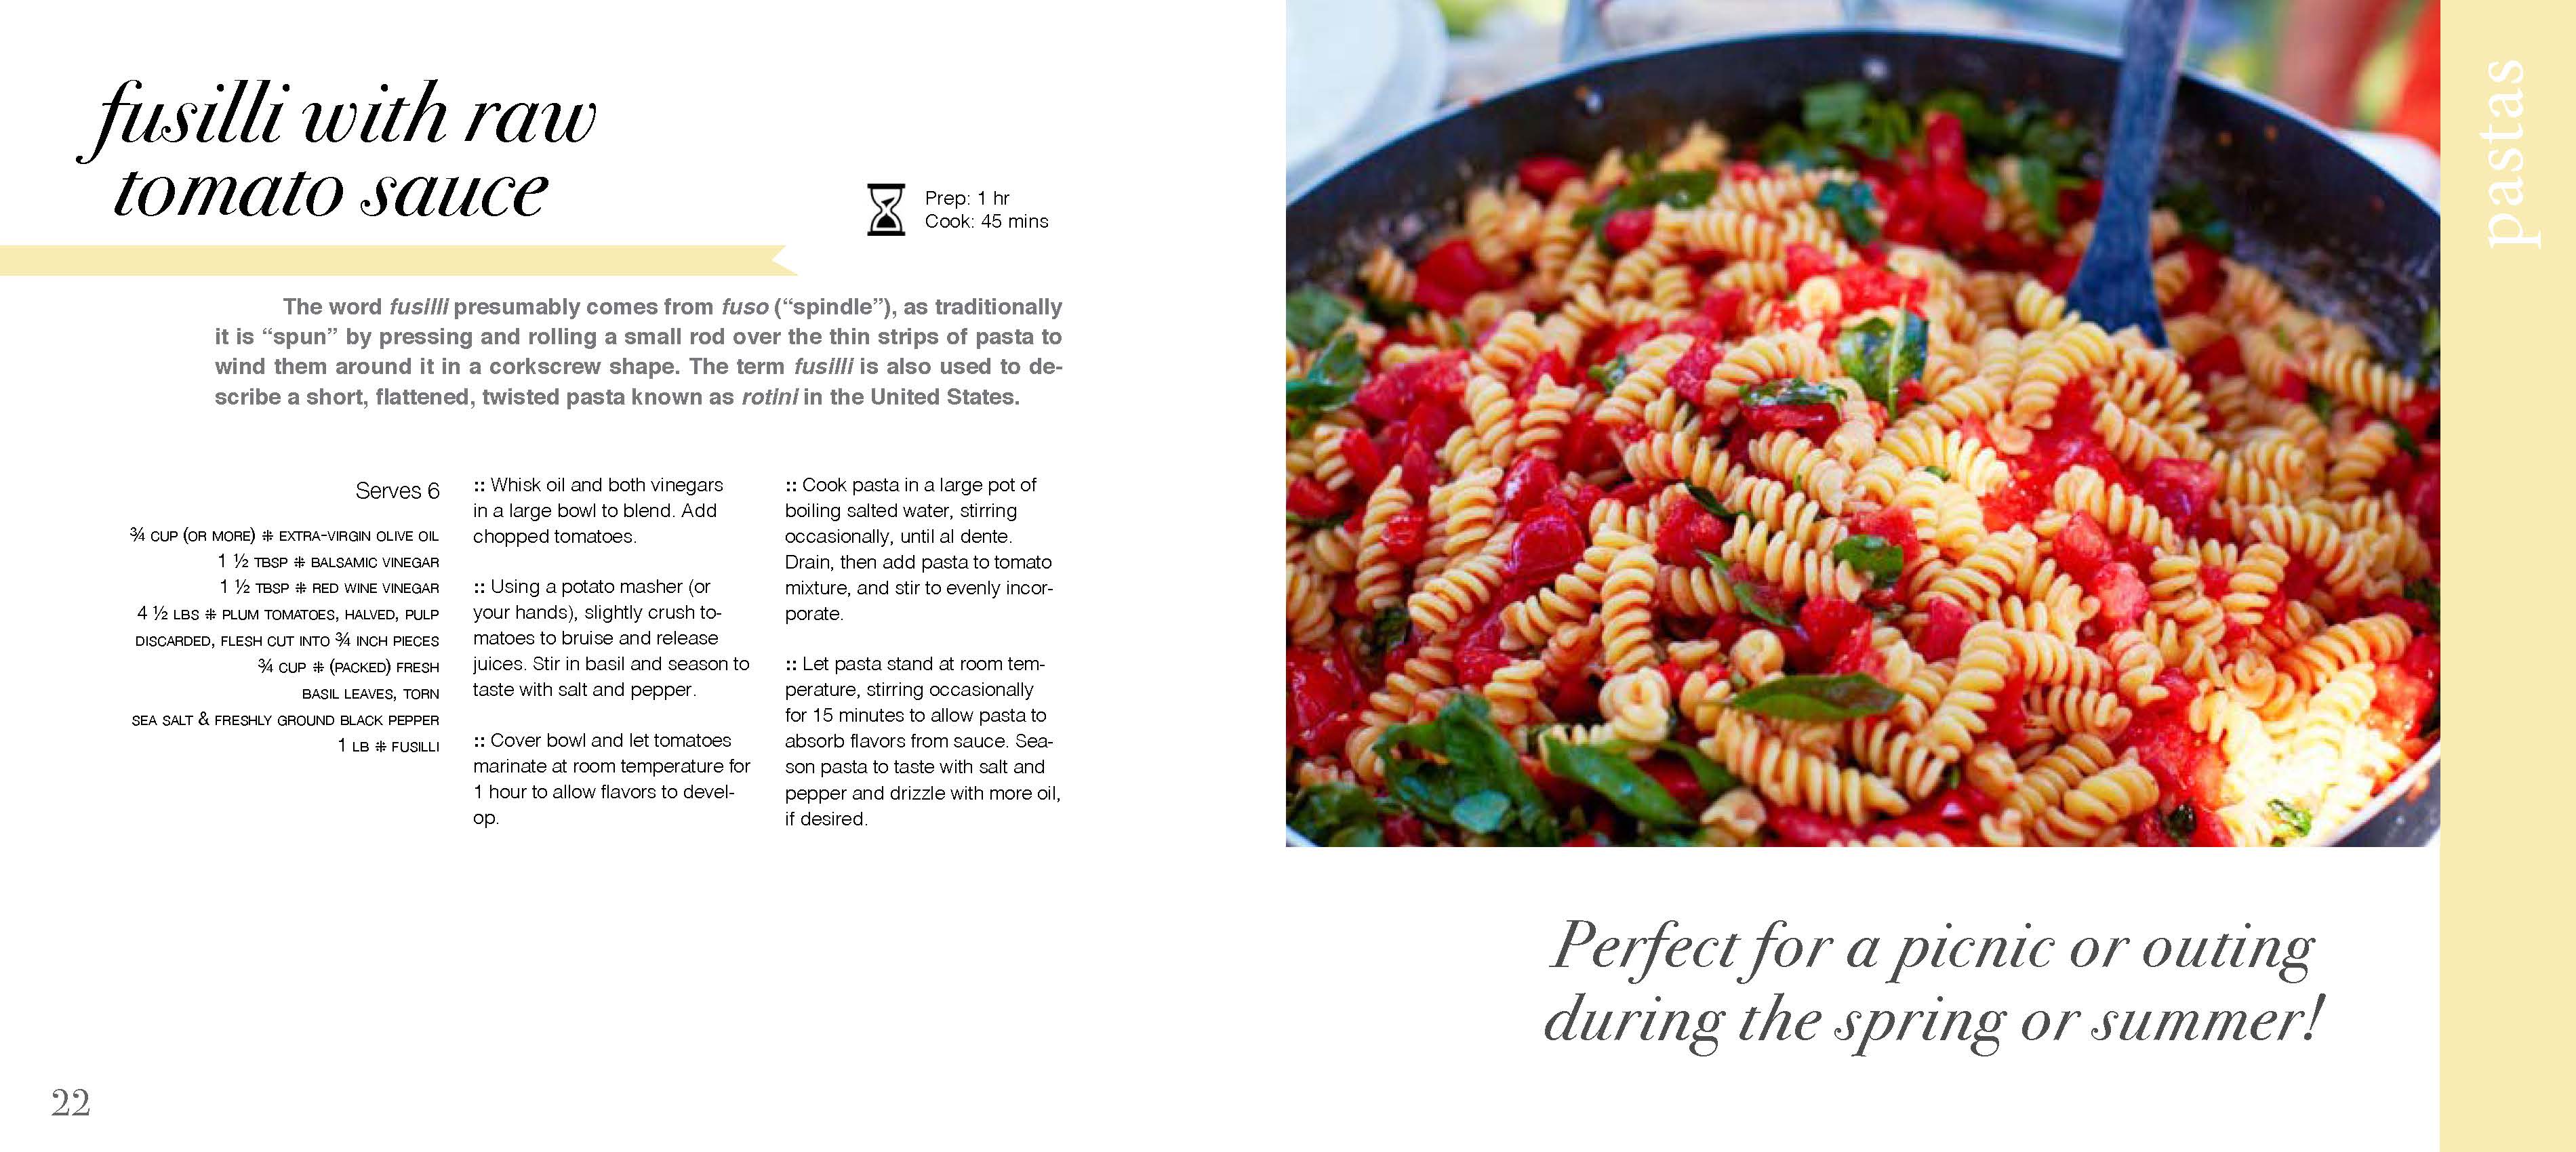 fusilli with raw
tomato sauce
Prep: 1 hr
Cook: 45 mins
The word fusilli presumably comes from fuso (“spindle”), as traditionally
it is “spun” by pressing and rolling a small rod over the thin strips of pasta to
wind them around it in a corkscrew shape. The term fusilli is also used to de-
scribe a short, flattened, twisted pasta known as rotini in the United States.
Serves 6
¾ CUP (OR MORE) ⁜ EXTRA-VIRGIN OLIVE OIL
1 ½ TBSP ⁜ BALSAMIC VINEGAR
1 ½ TBSP ⁜ RED WINE VINEGAR
4 ½ LBS ⁜ PLUM TOMATOES, HALVED, PULP
DISCARDED, FLESH CUT INTO ¾ INCH PIECES
¾ CUP ⁜ (PACKED) FRESH
BASIL LEAVES, TORN
SEA SALT & FRESHLY GROUND BLACK PEPPER
1 LB ⁜ FUSILLI
:: Whisk oil and both vinegars
in a large bowl to blend. Add
chopped tomatoes.
:: Using a potato masher (or
your hands), slightly crush to-
matoes to bruise and release
juices. Stir in basil and season to
taste with salt and pepper.
:: Cover bowl and let tomatoes
marinate at room temperature for
1 hour to allow flavors to devel-
op.
:: Cook pasta in a large pot of
boiling salted water, stirring
occasionally, until al dente.
Drain, then add pasta to tomato
mixture, and stir to evenly incor-
porate.
:: Let pasta stand at room tem-
perature, stirring occasionally
for 15 minutes to allow pasta to
absorb flavors from sauce. Sea-
son pasta to taste with salt and
pepper and drizzle with more oil,
if desired.
22
pastas
Perfect for a picnic or outing
during the spring or summer!